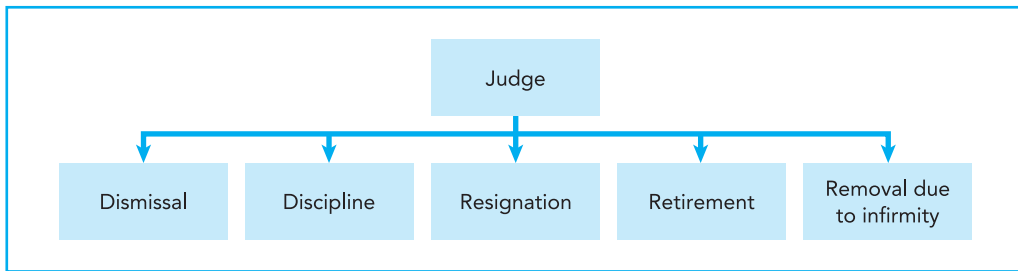 Judge
Dismissal
Discipline
Resignation
Retirement
Removal due
to infirmity